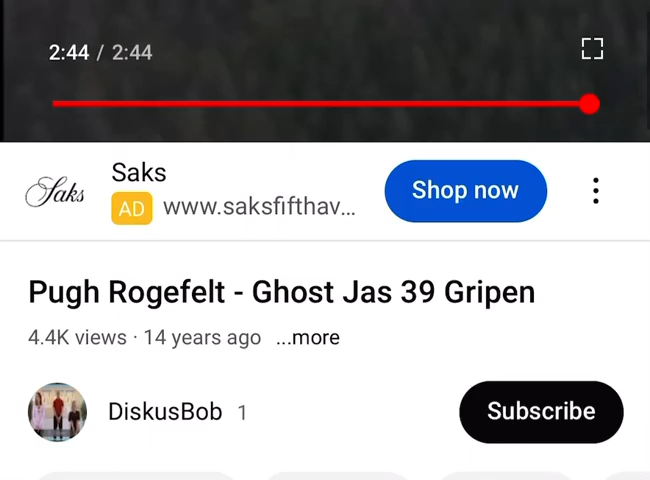 2:44 / 2:44
Saks
Saks
AD www.saksfifthav...
Shop now
Pugh Rogefelt - Ghost Jas 39 Gripen
4.4K views · 14 years ago ...more
DiskusBob 1
Subscribe